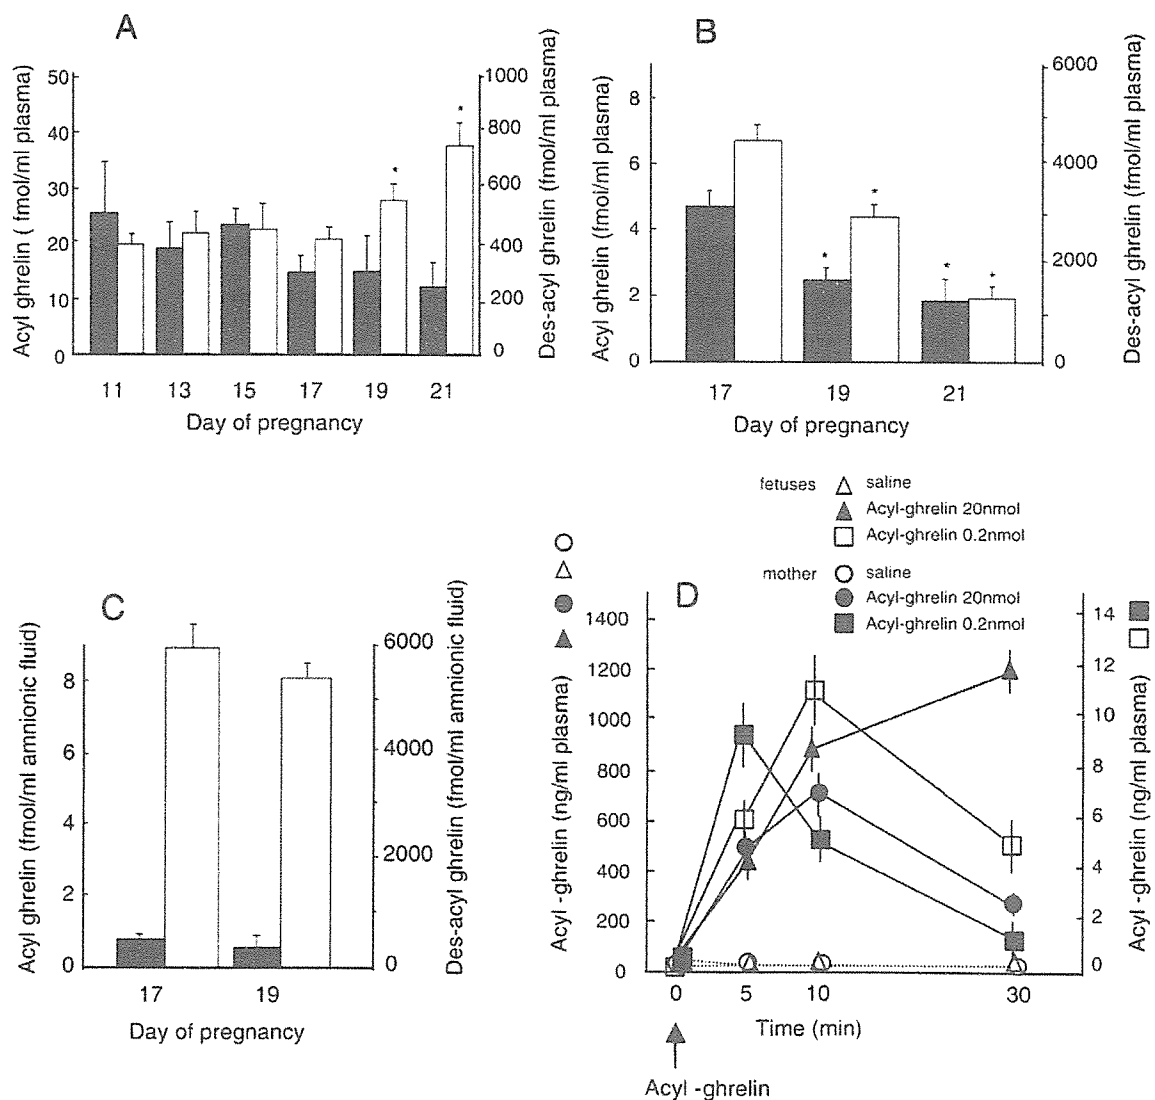 A
Acyl ghrelin ( fmol/ml plasma)
50
40
30
20
10
0
1000
800
600
400
200
0
Des-acyl ghrelin (fmol/ml plasma)
* *
11 13 15 17 19 21
Day of pregnancy
B
Acyl ghrelin (fmol/ml plasma)
8
6
4
2
0
6000
4000
2000
0
Des-acyl ghrelin (fmol/ml plasma)
* * * *
17 19 21
Day of pregnancy
C
Acyl ghrelin (fmol/ml amnionic fluid)
8
6
4
2
0
6000
4000
2000
0
Des-acyl ghrelin (fmol/ml amnionic fluid)
17 19
Day of pregnancy
fetuses saline
Acyl-ghrelin 20nmol
Acyl-ghrelin 0.2nmol
mother saline
Acyl-ghrelin 20nmol
Acyl-ghrelin 0.2nmol
D
Acyl -ghrelin (ng/ml plasma)
1400
1200
1000
800
600
400
200
0
14
12
10
8
6
4
2
0
Acyl -ghrelin (ng/ml plasma)
0 5 10 30
Time (min)
Acyl -ghrelin